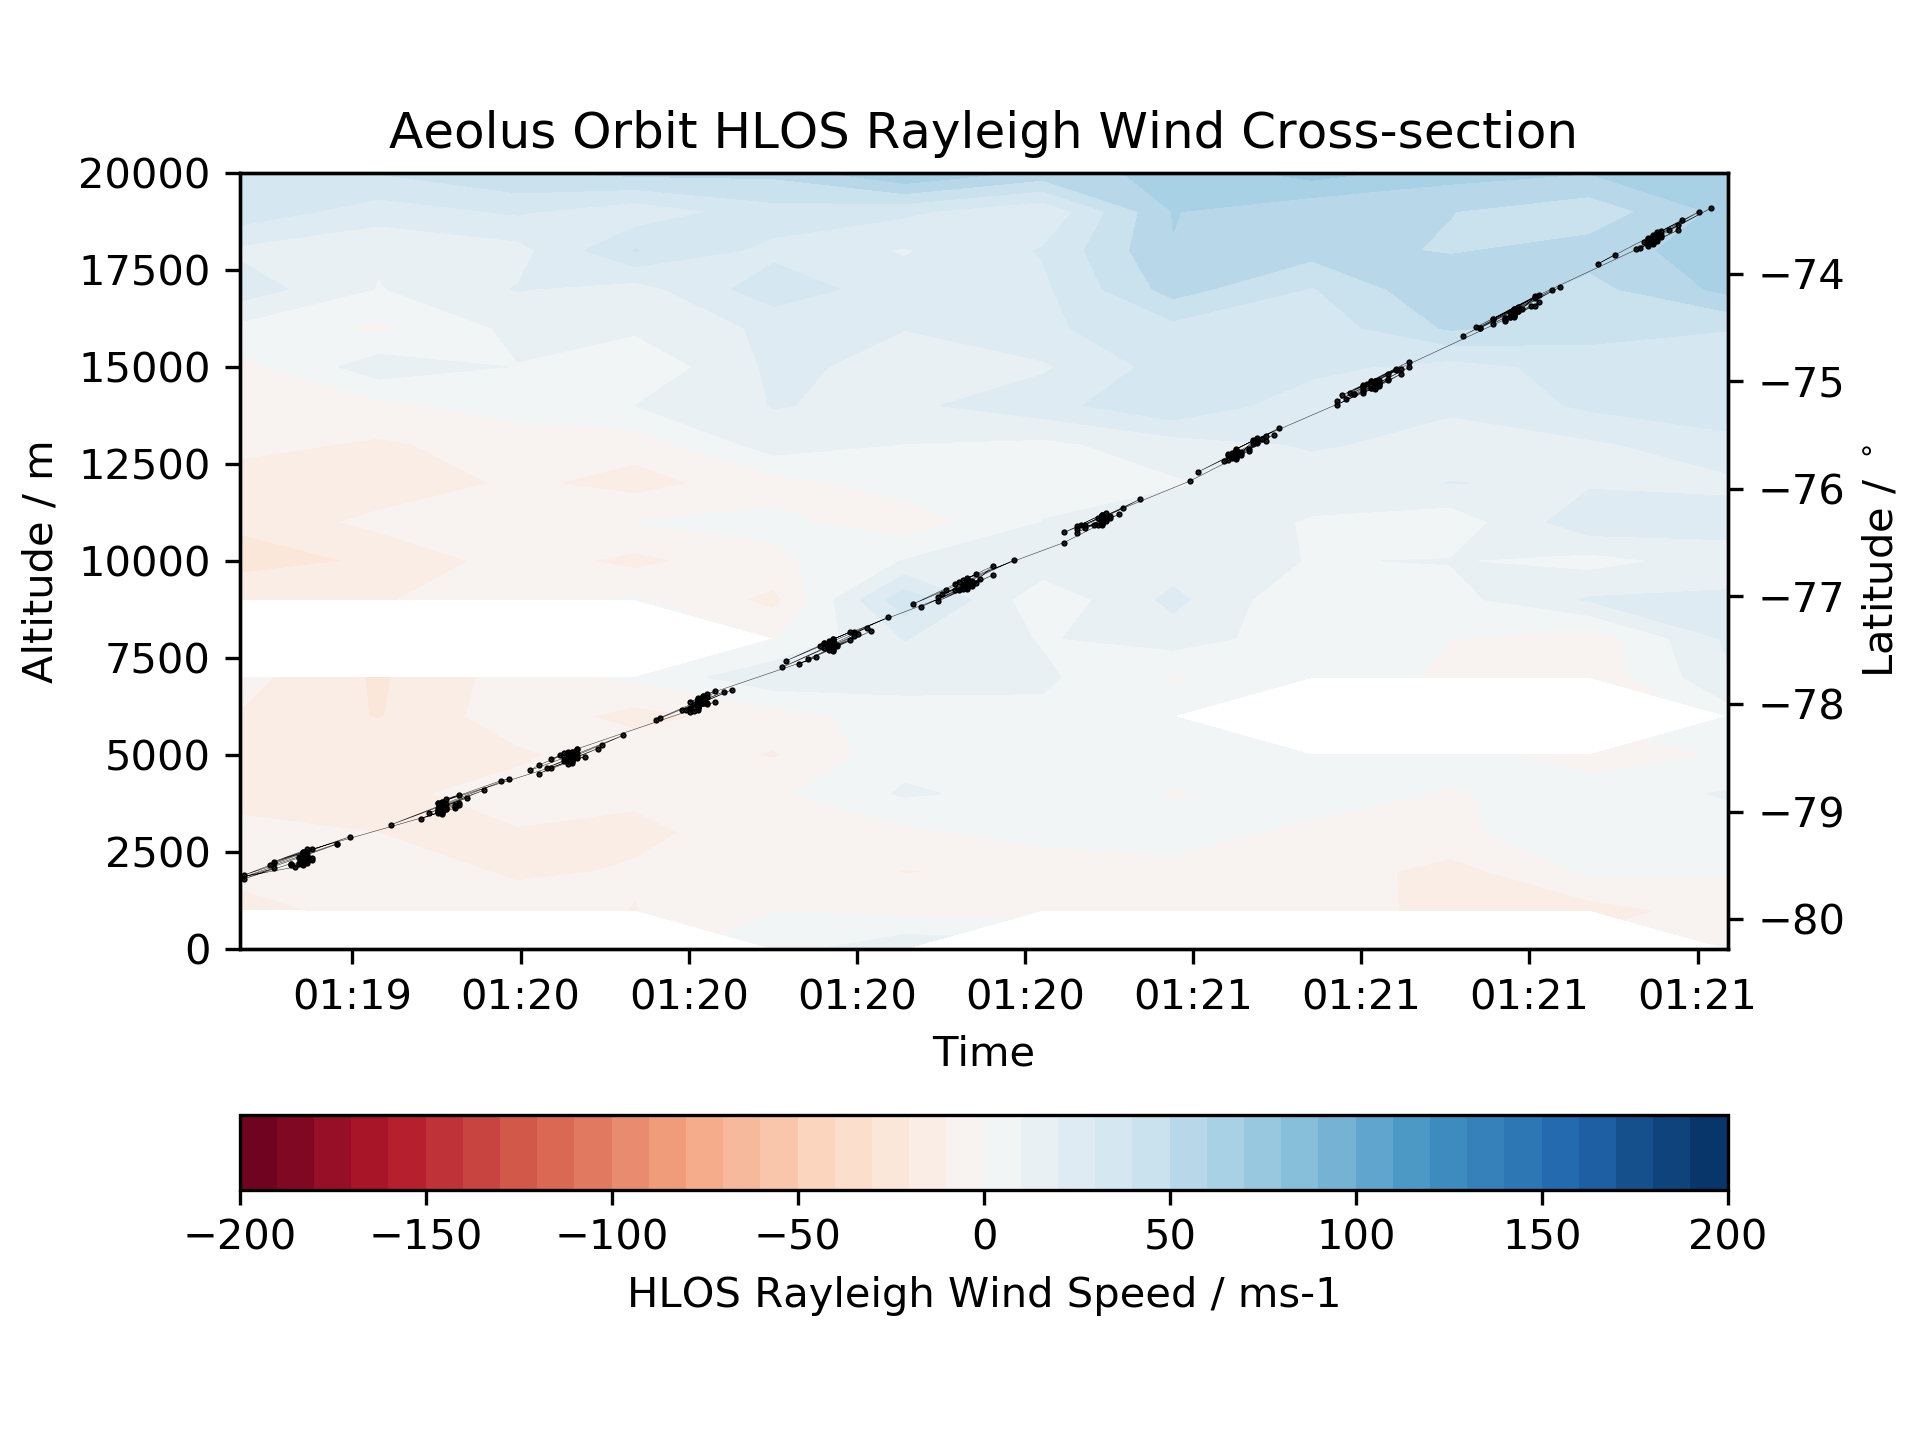 Aeolus Orbit HLOS Rayleigh Wind Cross-section
20000
17500
15000
12500
10000
7500
5000
2500
0
Altitude / m
−74
−75
−76
−77
−78
−79
−80
Latitude / °
01:19 01:20 01:20 01:20 01:20 01:21 01:21 01:21 01:21
Time
−200 −150 −100 −50 0 50 100 150 200
HLOS Rayleigh Wind Speed / ms-1